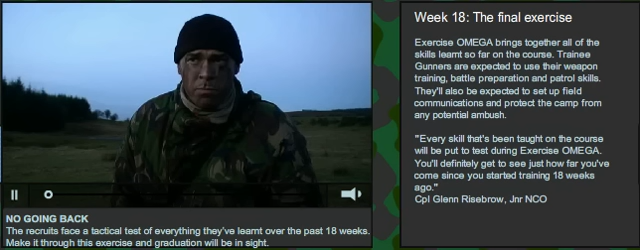 NO GOING BACK
The recruits face a tactical test of everything they've learnt over the past 18 weeks.
Make it through this exercise and graduation will be in sight.
Week 18: The final exercise
Exercise OMEGA brings together all of the
skills learnt so far on the course. Trainee
Gunners are expected to use their weapon
training, battle preparation and patrol skills.
They'll also be expected to set up field
communications and protect the camp from
any potential ambush.
"Every skill that's been taught on the course
will be put to test during Exercise OMEGA.
You'll definitely get to see just how far you've
come since you started training 18 weeks
ago."
Cpl Glenn Risebrow, Jnr NCO